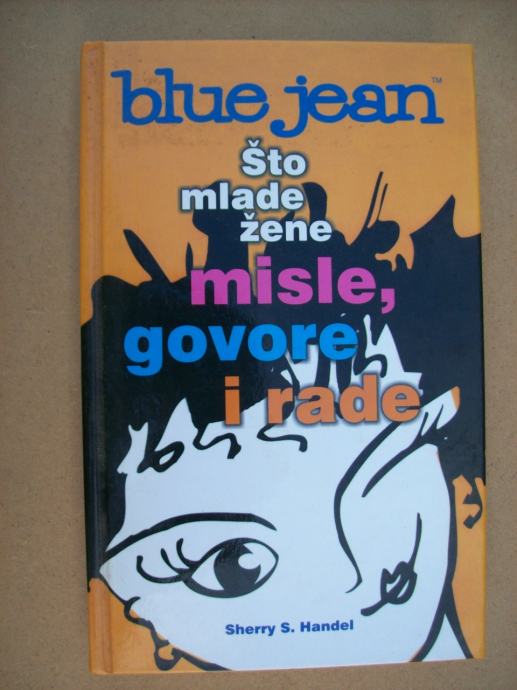 blue jean™
Što
mlade
žene
misle,
govore
i rade
Sherry S. Handel